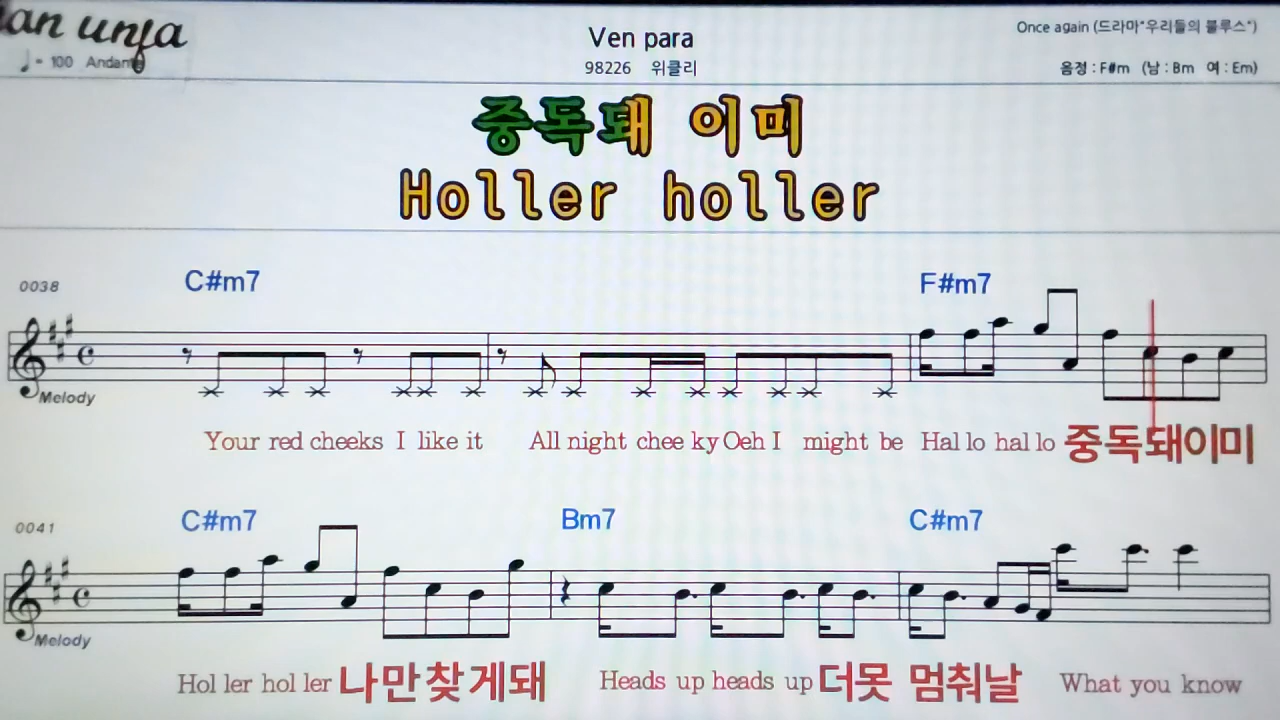 an unja
♩= 100 Andante
Ven para
98226 위클리
Once again (드라마"우리들의 블루스")
음정 : F#m (남 : Bm 여 : Em)
중독돼 이미
Holler holler
0038
C#m7
F#m7
Melody
Your red cheeks I like it All night chee ky Oeh I might be Hal lo hal lo 중독돼이미
0041
C#m7
Bm7
C#m7
Melody
Hol ler hol ler 나만찾게돼 Heads up heads up 더못 멈춰날 What you know